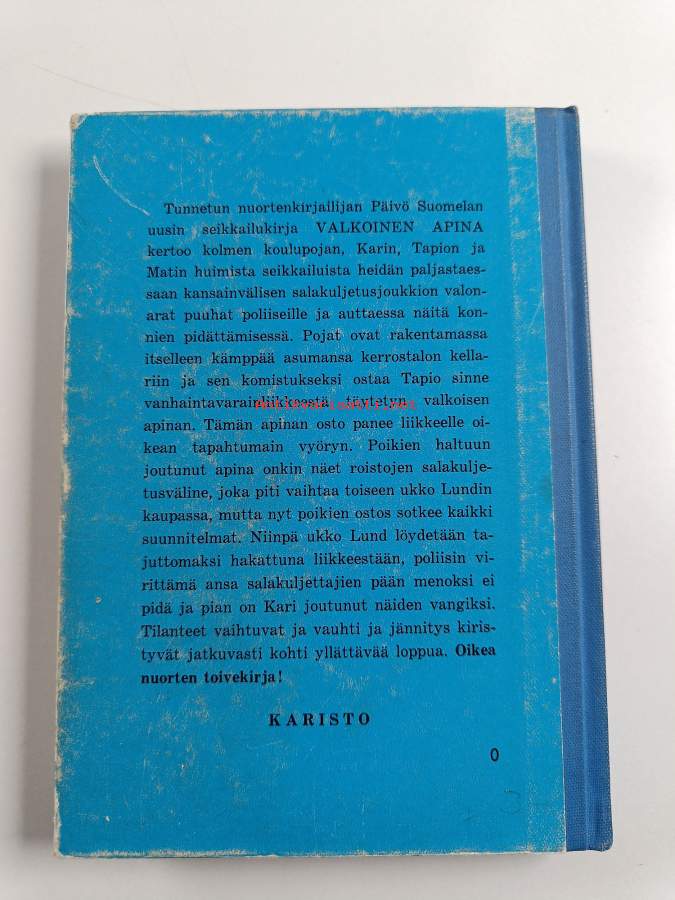 Tunnetun nuortenkirjailijan Päivö Suomelan
uusin seikkailukirja VALKOINEN APINA
kertoo kolmen koulupojan, Karin, Tapion ja
Matin huimista seikkailuista heidän paljastaes-
saan kansainvälisen salakuljetusjoukkion valon-
arat puuhat poliiseille ja auttaessa näitä kon-
nien pidättämisessä. Pojat ovat rakentamassa
itselleen kämppää asumansa kerrostalon kella-
riin ja sen komistukseksi ostaa Tapio sinne
vanhaintavarainliikkeestä täytetyn valkoisen
apinan. Tämän apinan osto panee liikkeelle oi-
kean tapahtumain vyöryn. Poikien haltuun
joutunut apina onkin näet roistojen salakulje-
tusväline, joka piti vaihtaa toiseen ukko Lundin
kaupassa, mutta nyt poikien ostos sotkee kaikki
suunnitelmat. Niinpä ukko Lund löydetään ta-
juttomaksi hakattuna liikkeestään, poliisin vi-
rittämä ansa salakuljettajien pään menoksi ei
pidä ja pian on Kari joutunut näiden vangiksi.
Tilanteet vaihtuvat ja vauhti ja jännitys kiris-
tyvät jatkuvasti kohti yllättävää loppua. Oikea
nuorten toivekirja!
KARISTO
0